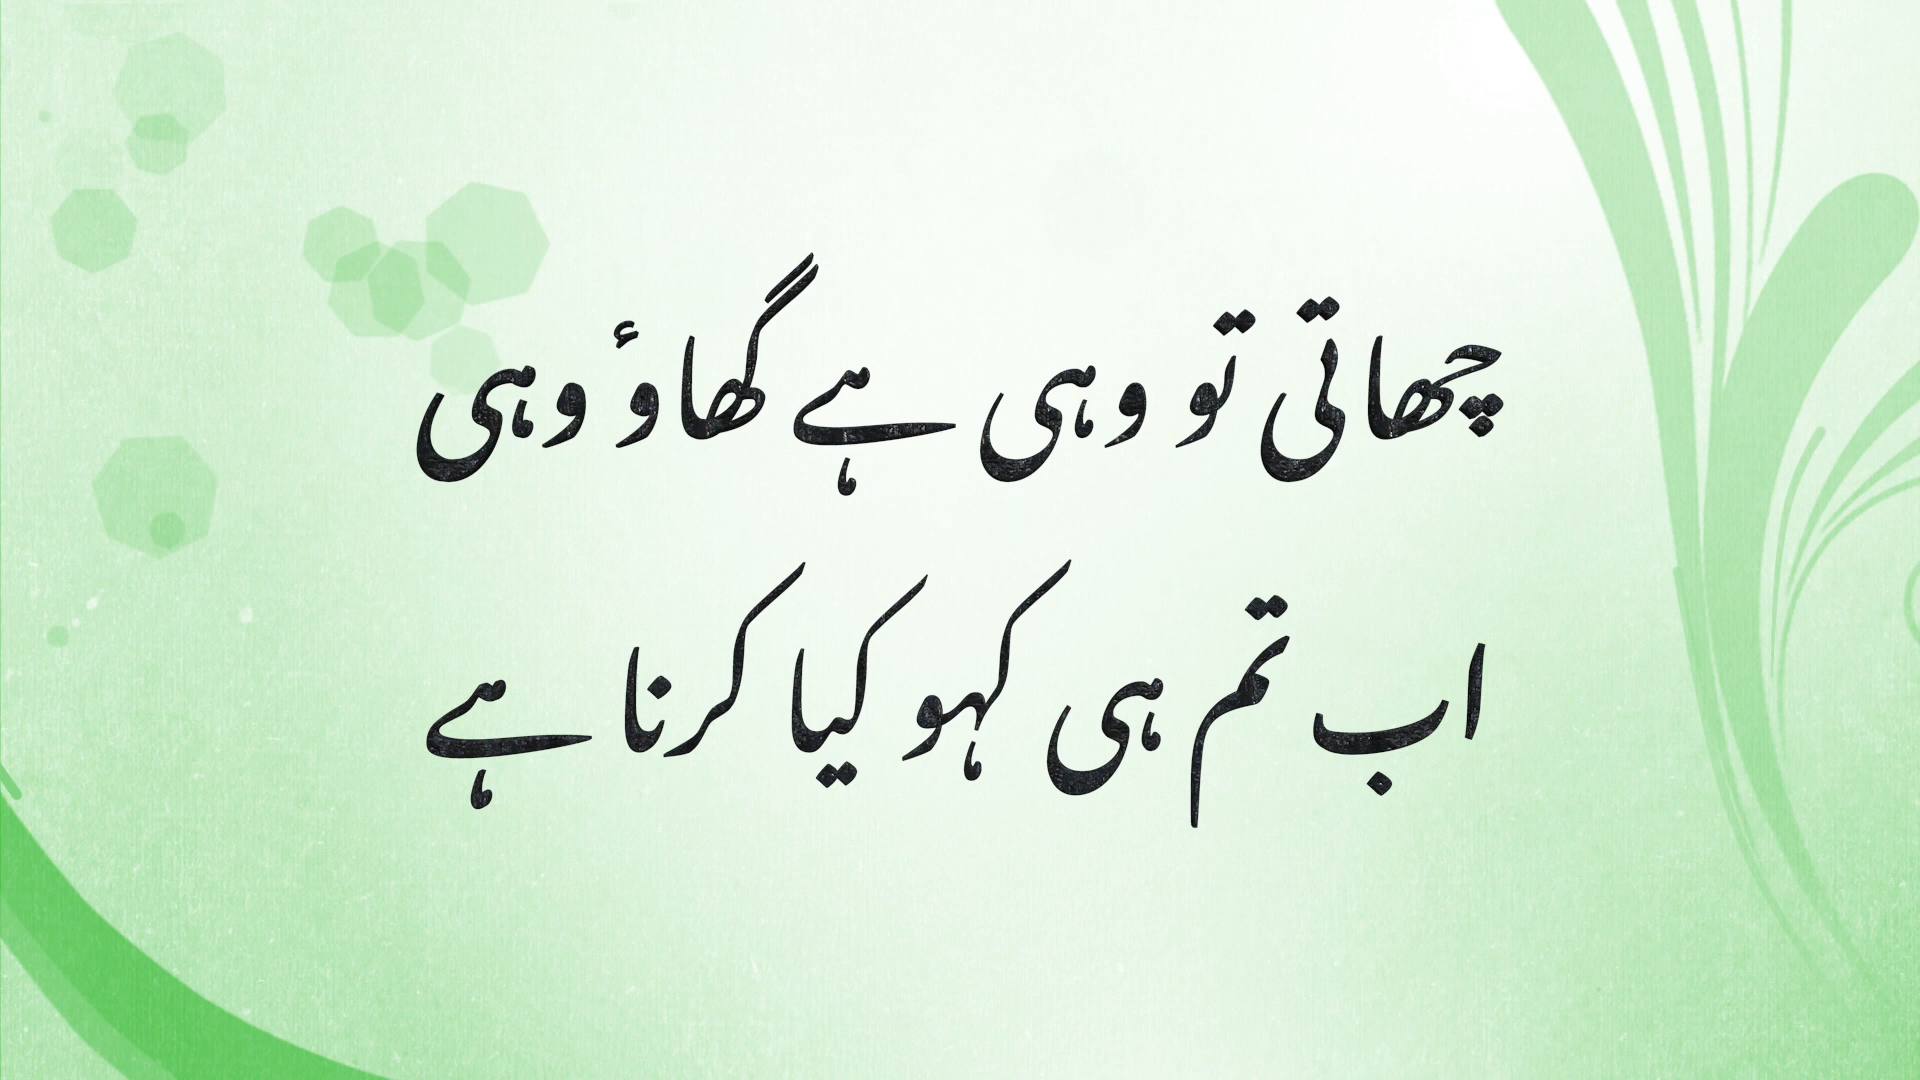 چھاتی تو وہی ہے گھاؤ وہی
اب تم ہی کہو کیا کرنا ہے